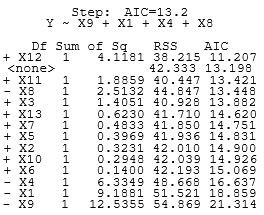 Step: AIC=13.2
Y ~ X9 + X1 + X4 + X8
Df Sum of Sq RSS AIC
+ X12 1 4.1181 38.215 11.207
<none> 42.333 13.198
+ X11 1 1.8859 40.447 13.421
- X8 1 2.5132 44.847 13.448
+ X3 1 1.4051 40.928 13.882
+ X13 1 0.6230 41.710 14.620
+ X7 1 0.4833 41.850 14.751
+ X5 1 0.3969 41.936 14.831
+ X2 1 0.3231 42.010 14.900
+ X10 1 0.2948 42.039 14.926
+ X6 1 0.1400 42.193 15.069
- X4 1 6.3349 48.668 16.637
- X1 1 9.1881 51.521 18.859
- X9 1 12.5355 54.869 21.314